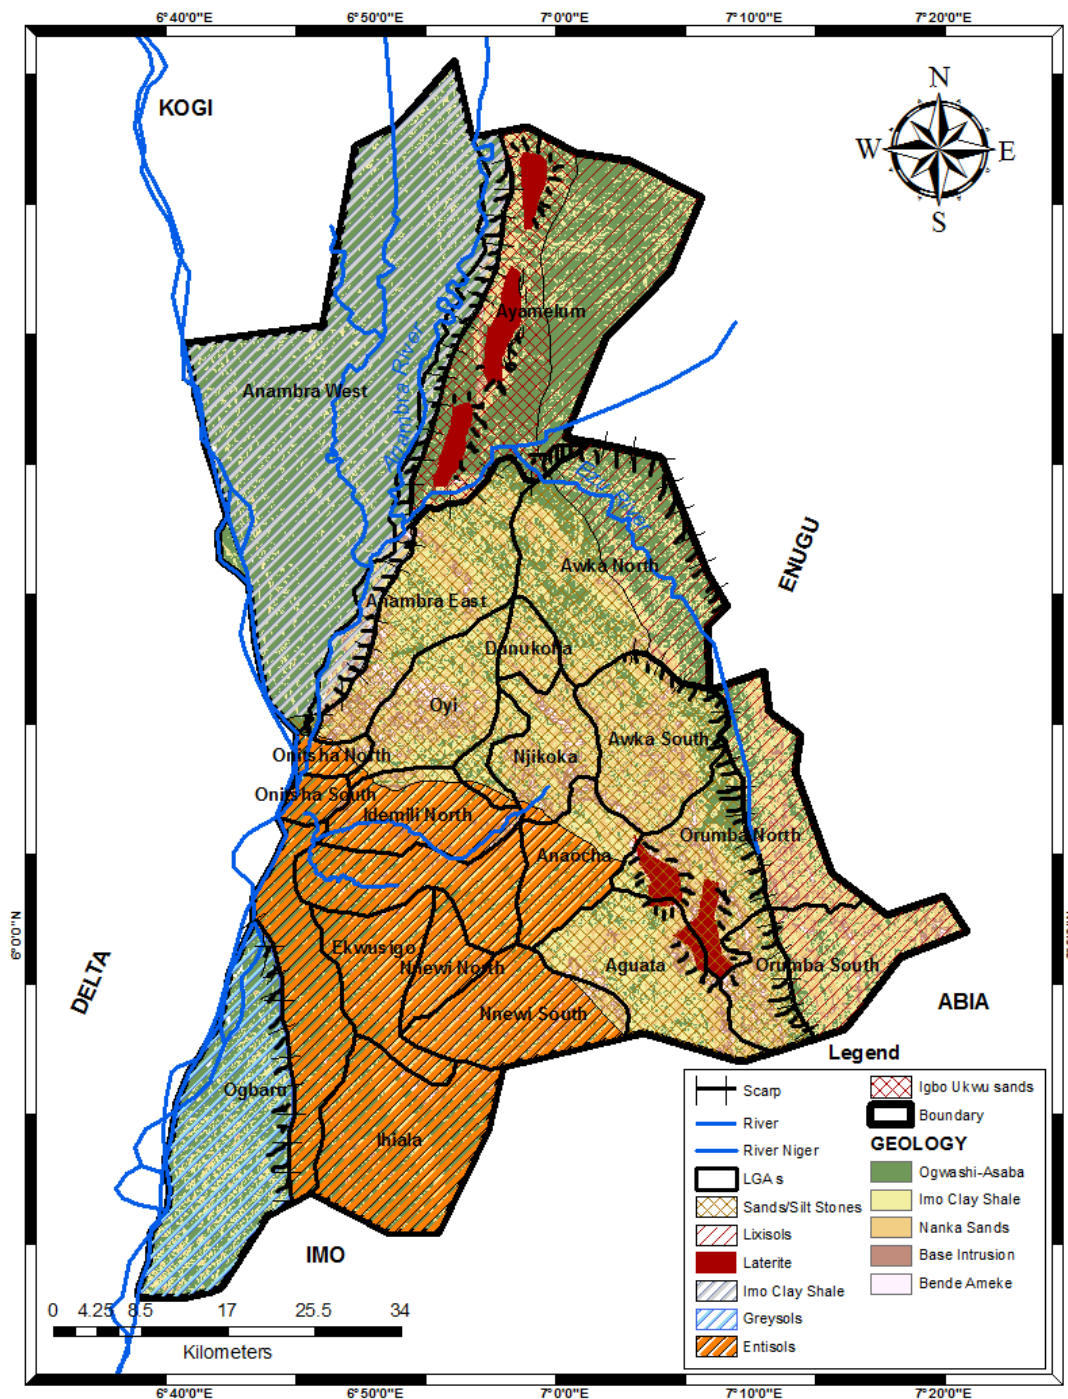 6°40'0"E 6°50'0"E 7°0'0"E 7°10'0"E 7°20'0"E
KOGI
N
W E
S
Ayamelum
Anambra West
Anambra River
Ezu River
ENUGU
Awka North
Anambra East
Dunukofia
Oyi
Awka South
Onitsha North
Njikoka
Onitsha South
Idemili North
Orumba North
Anaocha
6°0'0"N
Ekwusigo
Nnewi North
Aguata
Orumba South
DELTA
ABIA
Nnewi South
Ogbaru
Ihiala
IMO
Legend
Scarp
River
River Niger
LGAs
Sands/Silt Stones
Lixisols
Laterite
Imo Clay Shale
Greysols
Entisols
Igbo Ukwu sands
Boundary
GEOLOGY
Ogwashi-Asaba
Imo Clay Shale
Nanka Sands
Base Intrusion
Bende Ameke
0 4.25 8.5 17 25.5 34
Kilometers
6°40'0"E 6°50'0"E 7°0'0"E 7°10'0"E 7°20'0"E